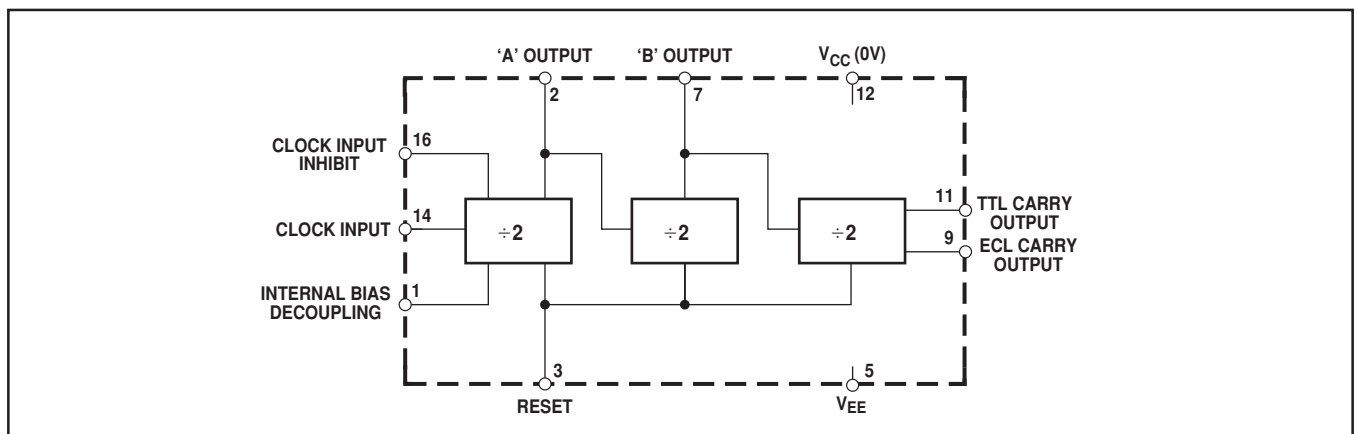 ‘A’ OUTPUT
‘B’ OUTPUT
VCC (0V)
2
7
12
CLOCK INPUT
INHIBIT
16
CLOCK INPUT
14
INTERNAL BIAS
DECOUPLING
1
÷2
÷2
÷2
11
TTL CARRY
OUTPUT
9
ECL CARRY
OUTPUT
3
RESET
5
VEE